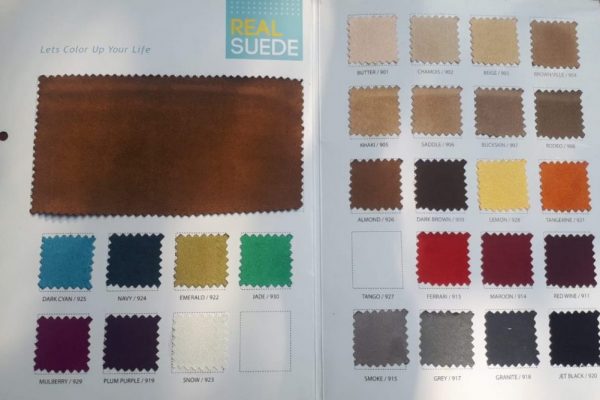 REAL
SUEDE
Lets Color Up Your Life
DARK CYAN / 925
NAVY / 924
EMERALD / 922
JADE / 930
MULBERRY / 929
PLUM PURPLE / 919
SNOW / 923
BUTTER / 901
CHAMOIS / 902
BEIGE / 903
BROWNVILLE / 904
KHAKI / 905
SADDLE / 906
BUCKSKIN / 907
RODEO / 908
ALMOND / 926
DARK BROWN / 909
LEMON / 928
TANGERINE / 921
TANGO / 927
FERRARI / 913
MAROON / 914
RED WINE / 911
SMOKE / 915
GREY / 917
GRANITE / 918
JET BLACK / 920